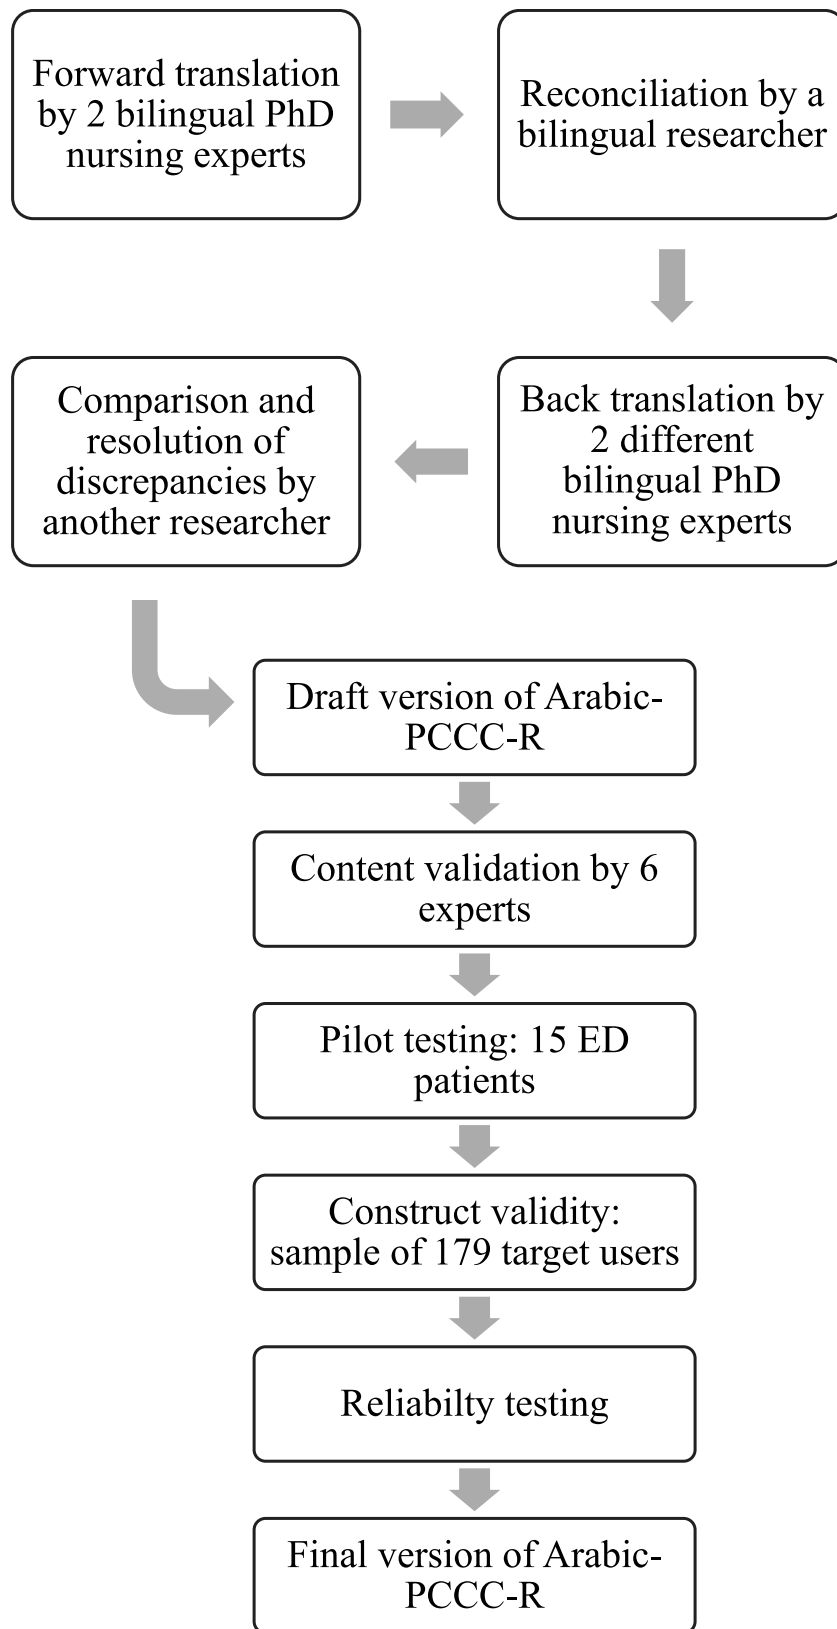 Forward translation
by 2 bilingual PhD
nursing experts
Reconciliation by a
bilingual researcher
Back translation by
2 different
bilingual PhD
nursing experts
Comparison and
resolution of
discrepancies by
another researcher
Draft version of Arabic-
PCCC-R
Content validation by 6
experts
Pilot testing: 15 ED
patients
Construct validity:
sample of 179 target users
Reliabilty testing
Final version of Arabic-
PCCC-R